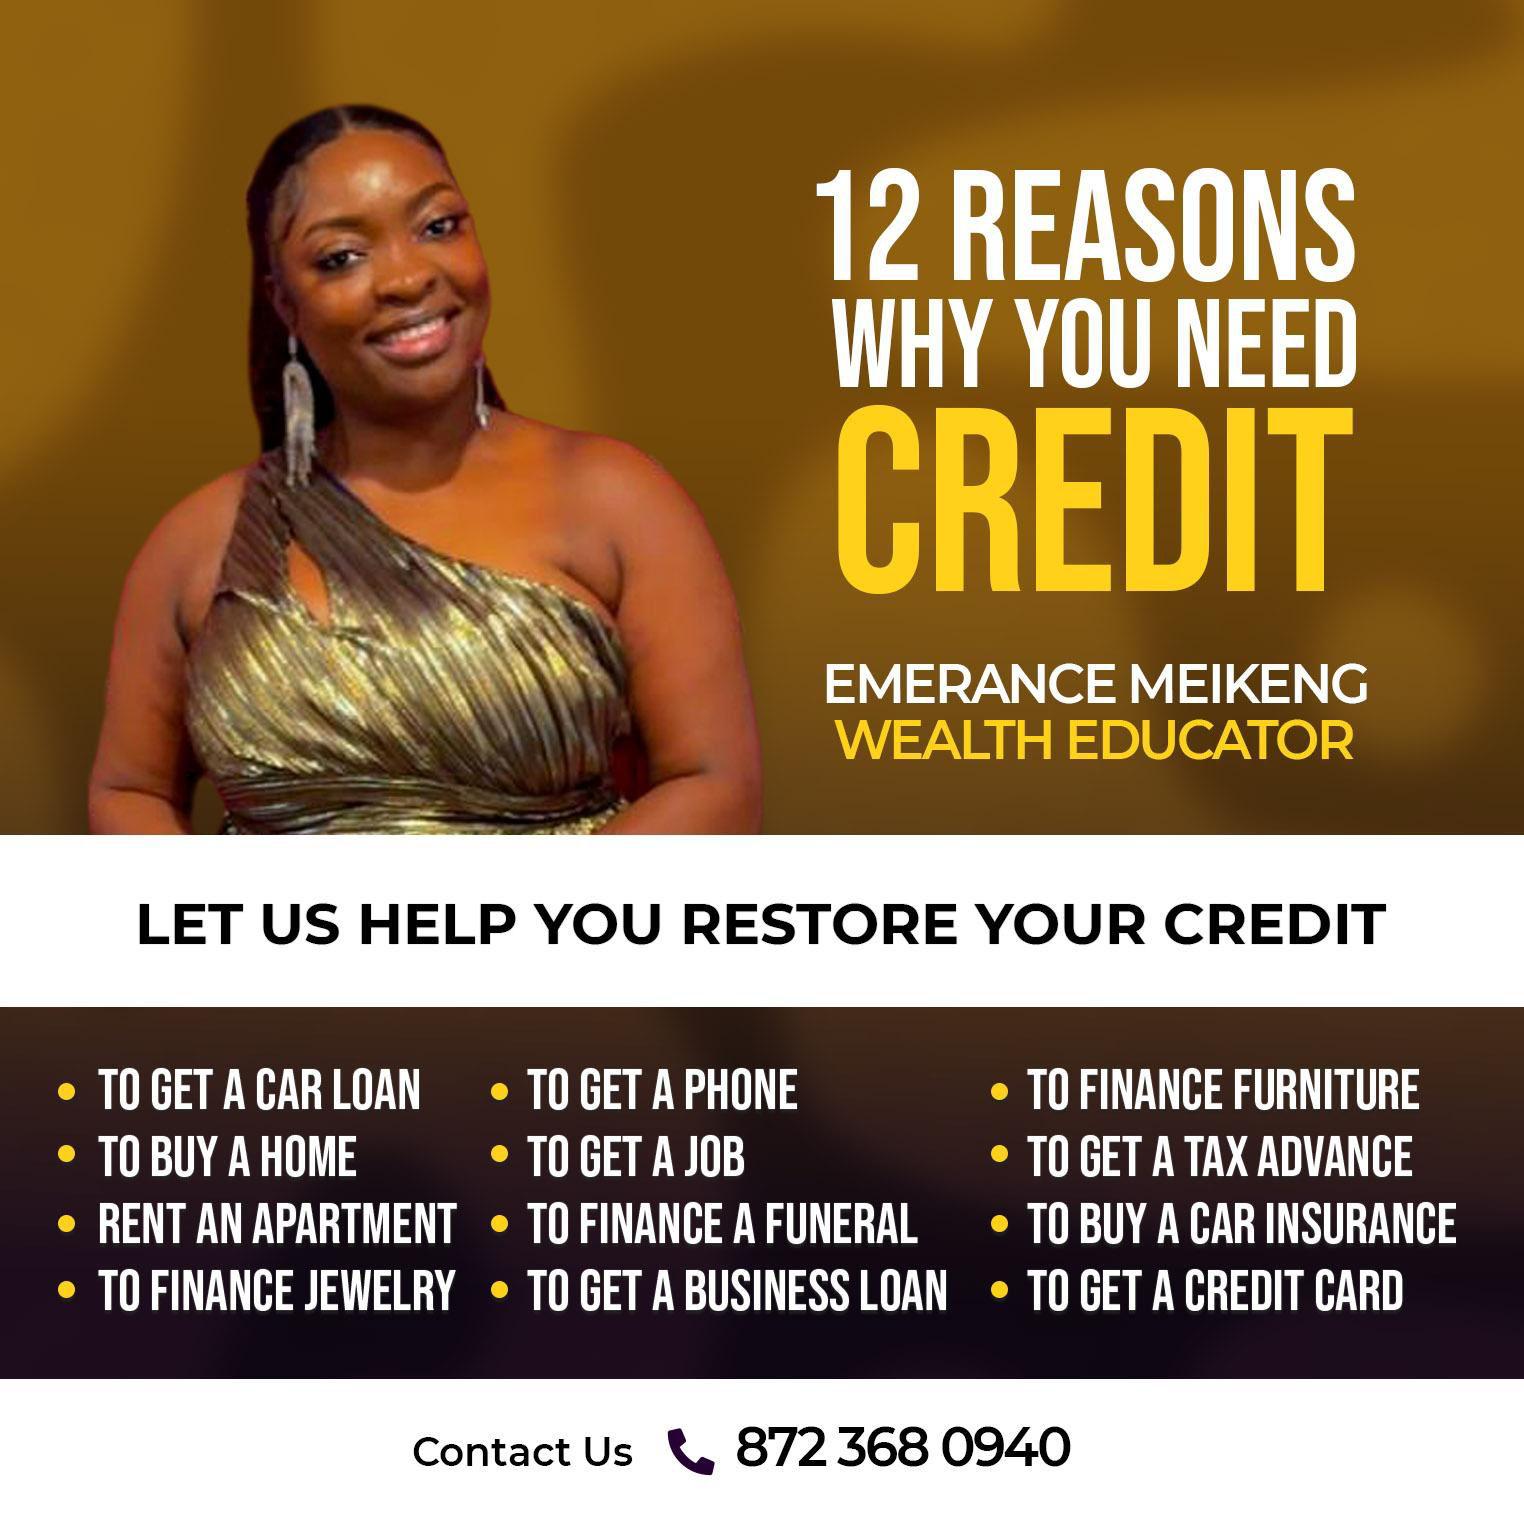 12 REASONS
WHY YOU NEED
CREDIT
EMERANCE MEIKENG
WEALTH EDUCATOR
LET US HELP YOU RESTORE YOUR CREDIT
• TO GET A CAR LOAN
• TO BUY A HOME
• RENT AN APARTMENT
• TO FINANCE JEWELRY
• TO GET A PHONE
• TO GET A JOB
• TO FINANCE A FUNERAL
• TO GET A BUSINESS LOAN
• TO FINANCE FURNITURE
• TO GET A TAX ADVANCE
• TO BUY A CAR INSURANCE
• TO GET A CREDIT CARD
Contact Us 872 368 0940